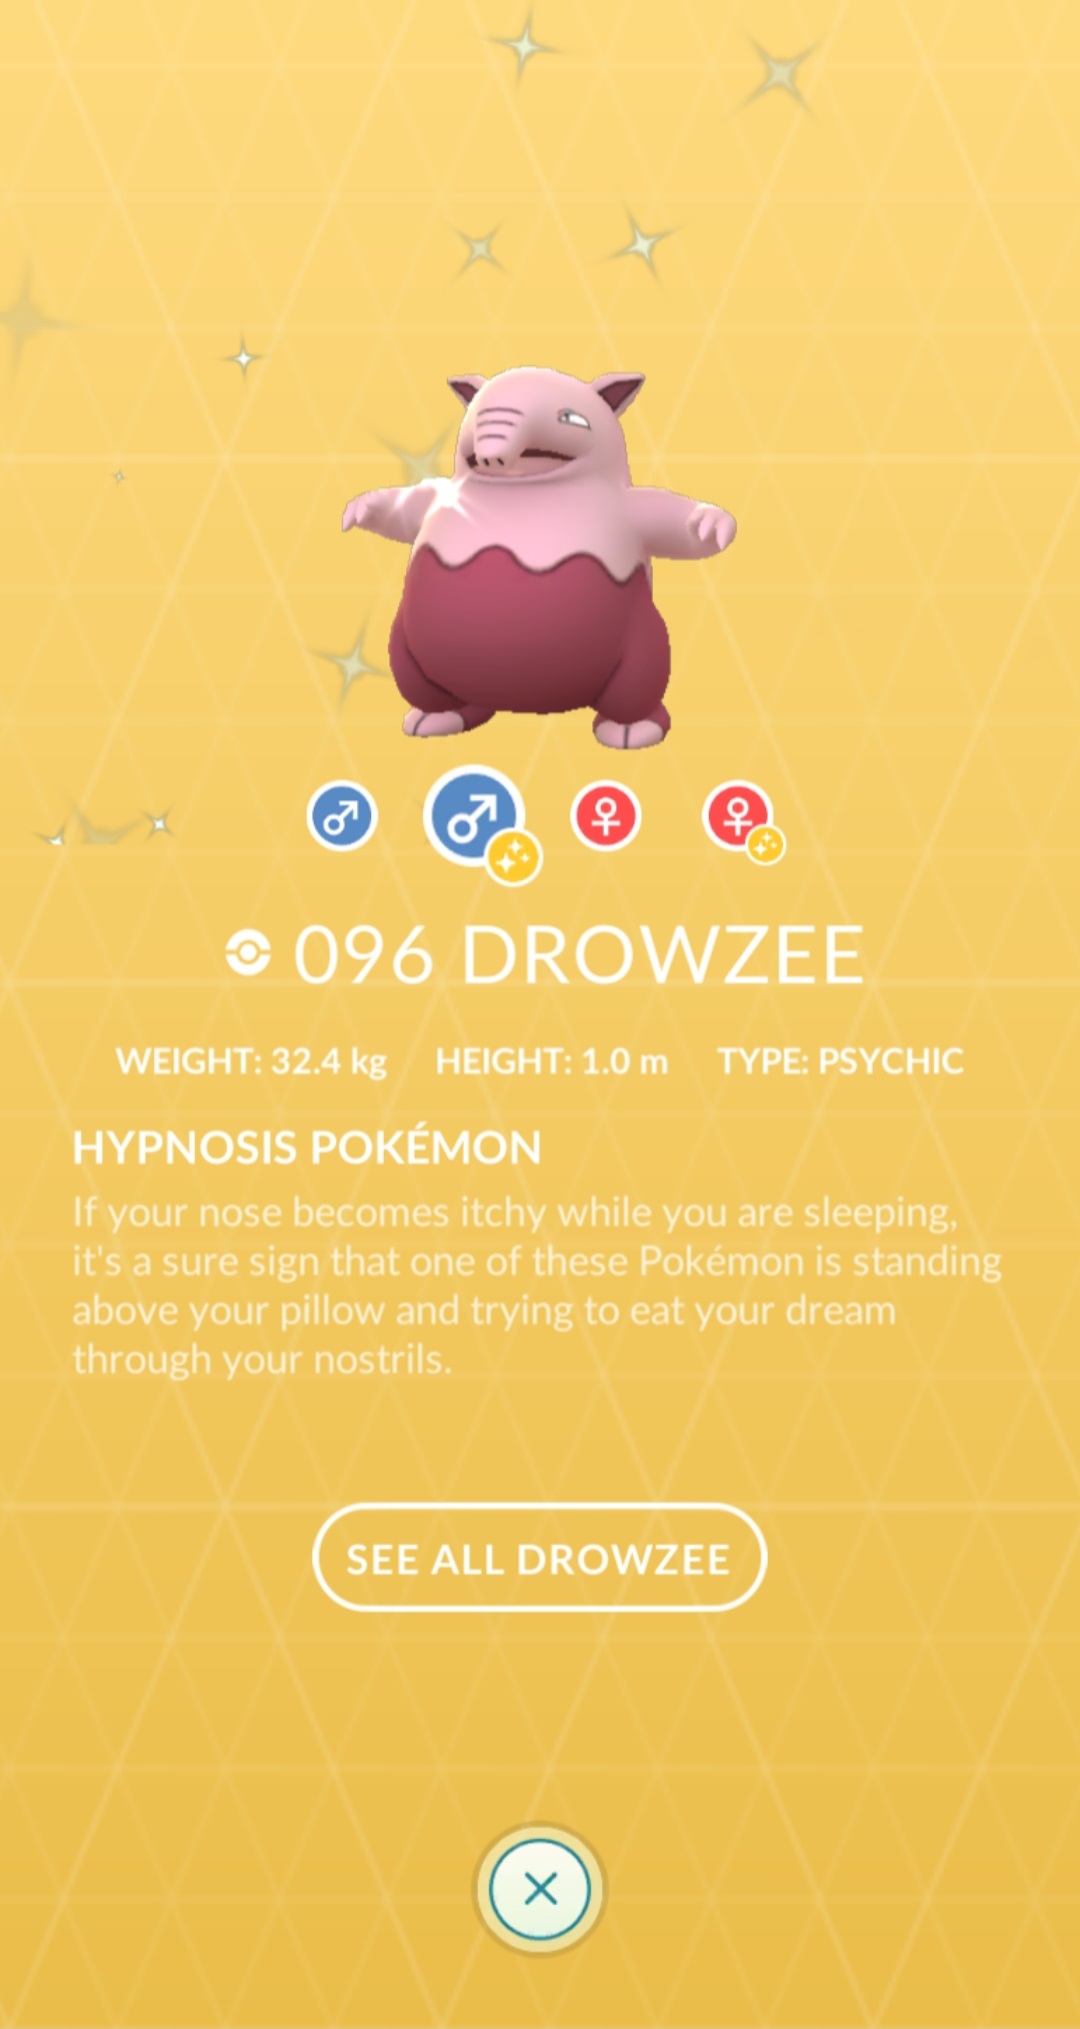 096 DROWZEE
WEIGHT: 32.4 kg HEIGHT: 1.0 m TYPE: PSYCHIC
HYPNOSIS POKÉMON
If your nose becomes itchy while you are sleeping,
it's a sure sign that one of these Pokémon is standing
above your pillow and trying to eat your dream
through your nostrils.
SEE ALL DROWZEE